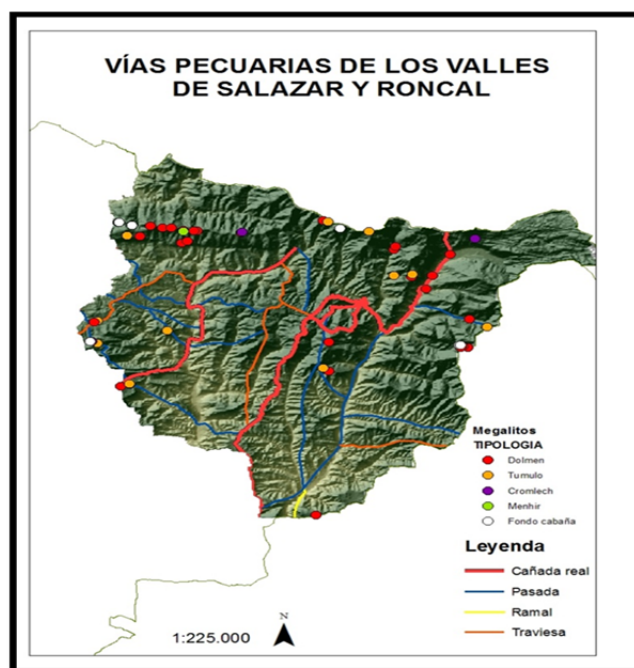 VÍAS PECUARIAS DE LOS VALLES
DE SALAZAR Y RONCAL
Megalitos
TIPOLOGIA
Dolmen
Tumulo
Cromlech
Menhir
Fondo cabaña
Leyenda
Cañada real
Pasada
Ramal
Traviesa
N
1:225.000